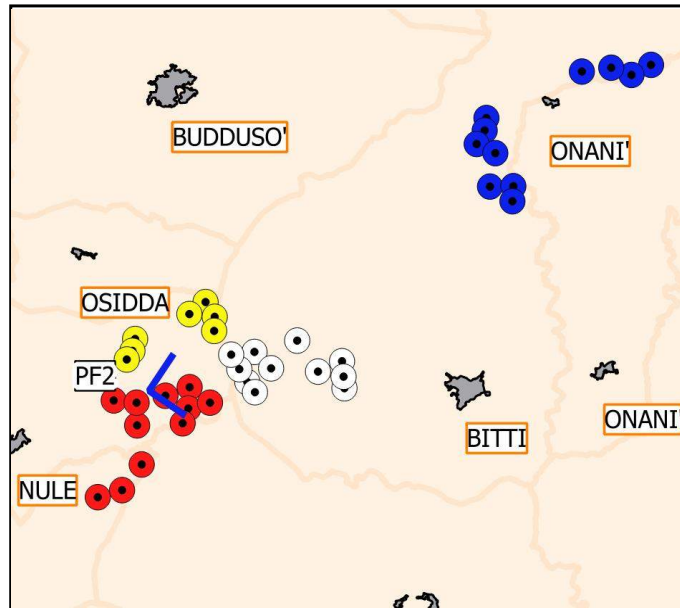 BUDDUSO'
ONANI'
OSIDDA
PF2
ONANI'
BITTI
NULE